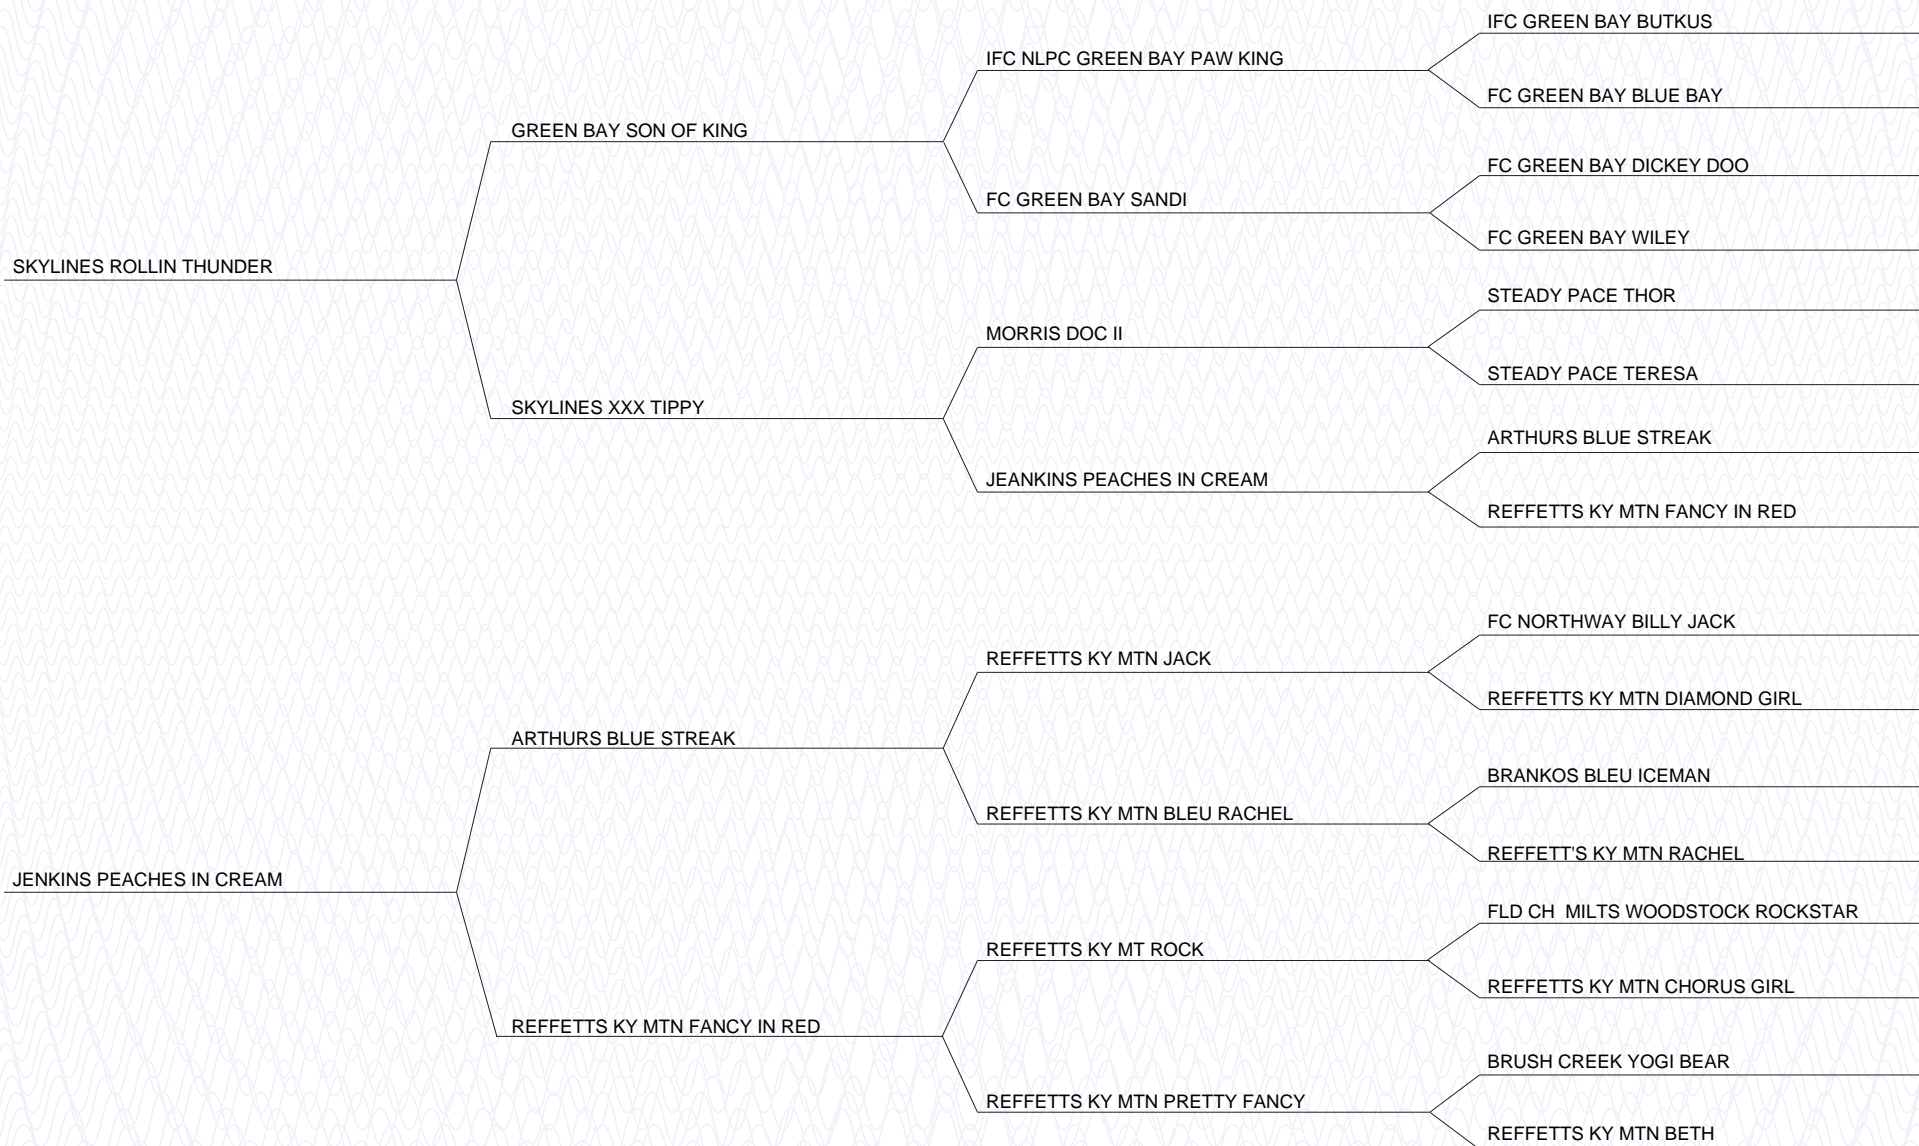 IFC GREEN BAY BUTKUS
IFC NLPC GREEN BAY PAW KING
FC GREEN BAY BLUE BAY
GREEN BAY SON OF KING
FC GREEN BAY DICKEY DOO
FC GREEN BAY SANDI
FC GREEN BAY WILEY
SKYLINES ROLLIN THUNDER
STEADY PACE THOR
MORRIS DOC II
STEADY PACE TERESA
SKYLINES XXX TIPPY
ARTHURS BLUE STREAK
JEANKINS PEACHES IN CREAM
REFFETTS KY MTN FANCY IN RED
FC NORTHWAY BILLY JACK
REFFETTS KY MTN JACK
REFFETTS KY MTN DIAMOND GIRL
ARTHURS BLUE STREAK
BRANKOS BLEU ICEMAN
REFFETTS KY MTN BLEU RACHEL
REFFETT'S KY MTN RACHEL
JENKINS PEACHES IN CREAM
FLD CH  MILTS WOODSTOCK ROCKSTAR
REFFETTS KY MT ROCK
REFFETTS KY MTN CHORUS GIRL
REFFETTS KY MTN FANCY IN RED
BRUSH CREEK YOGI BEAR
REFFETTS KY MTN PRETTY FANCY
REFFETTS KY MTN BETH